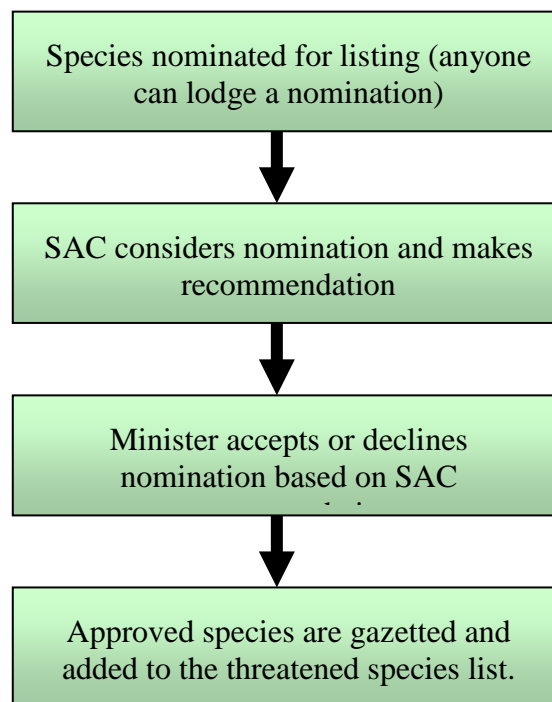 Species nominated for listing (anyone
can lodge a nomination)
SAC considers nomination and makes
recommendation
Minister accepts or declines
nomination based on SAC
Approved species are gazetted and
added to the threatened species list.